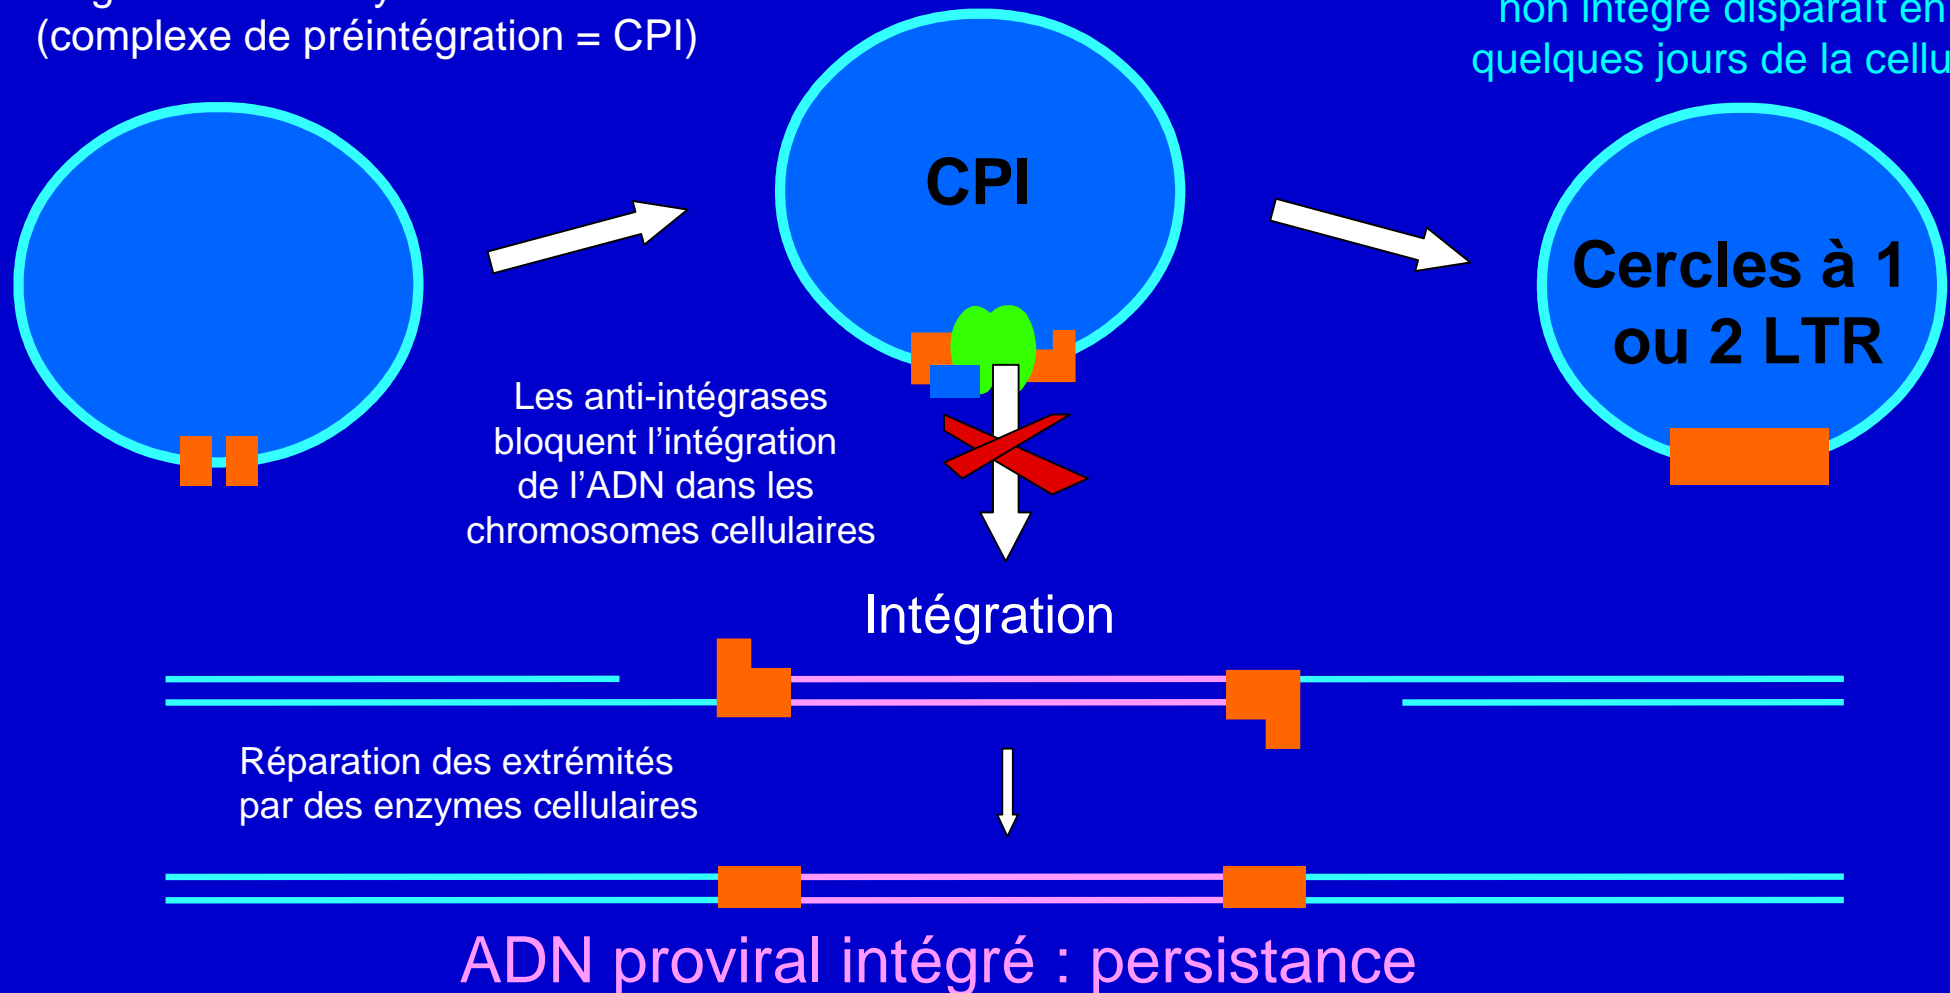 (complexe de préintégration = CPI)
non intégré disparaît en
quelques jours de la cellu
CPI
Cercles à 1
ou 2 LTR
Les anti-intégrases
bloquent l’intégration
de l’ADN dans les
chromosomes cellulaires
Intégration
Réparation des extrémités
par des enzymes cellulaires
ADN proviral intégré : persistance